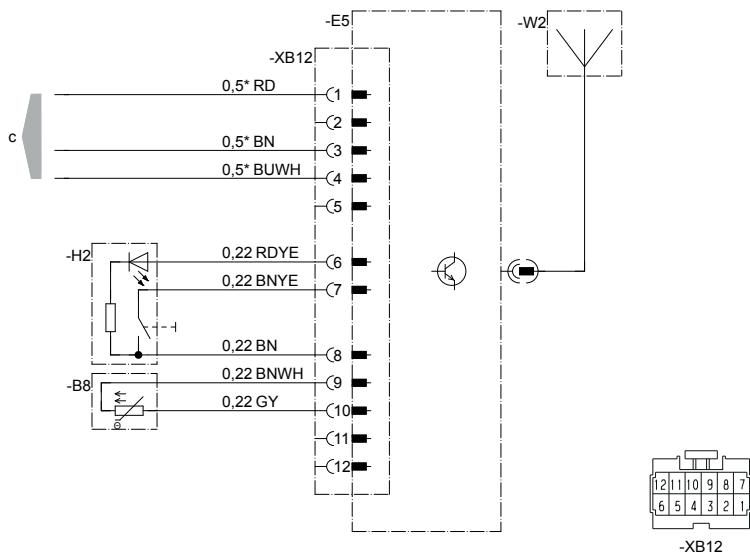 -E5
-W2
-XB12
0,5* RD
1
2
c
0,5* BN
3
0,5* BUWH
4
5
-H2
0,22 RDYE
6
0,22 BNYE
7
0,22 BN
8
-B8
0,22 BNWH
9
0,22 GY
10
11
12
12 11 10 9 8 7
6 5 4 3 2 1
-XB12